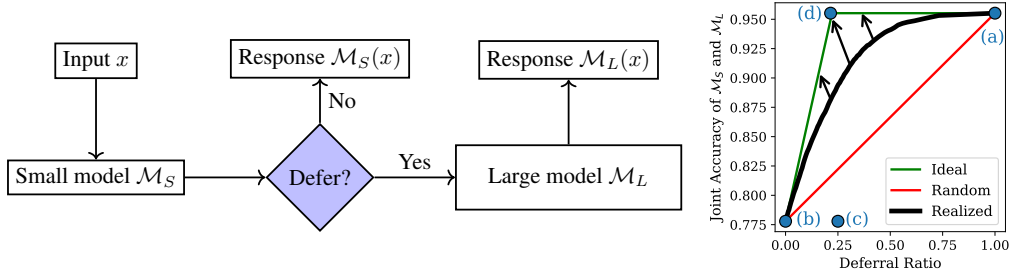 Input x
Response M_S(x)
Response M_L(x)
No
Small model M_S
Defer?
Yes
Large model M_L
Joint Accuracy of M_S and M_L
0.950
0.925
0.900
0.875
0.850
0.825
0.800
0.775
(d)
(a)
(b)
(c)
Ideal
Random
Realized
0.00
0.25
0.50
0.75
1.00
Deferral Ratio